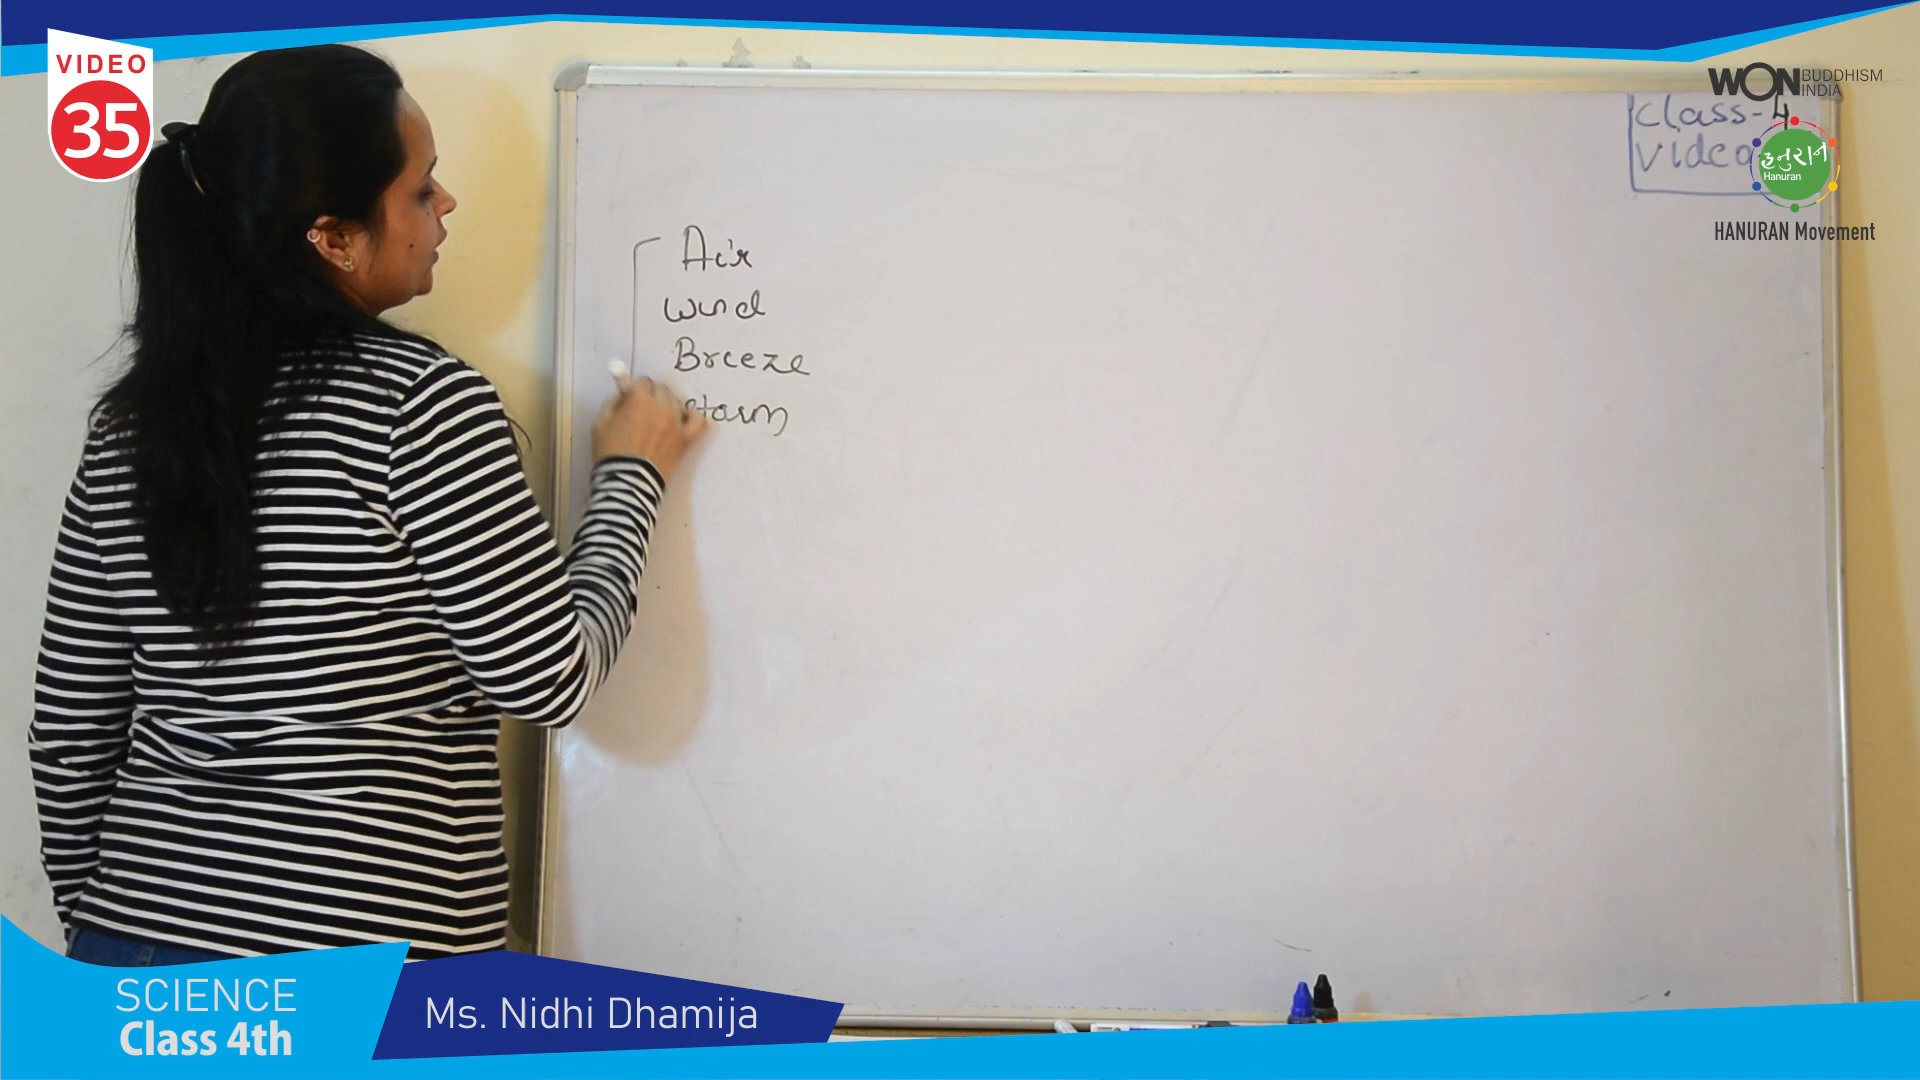 VIDEO
35
WON BUDDHISM
INDIA
Class-4
Video
हनुरान
Hanuran
HANURAN Movement
Air
Wind
Breeze
Storm
SCIENCE
Class 4th
Ms. Nidhi Dhamija